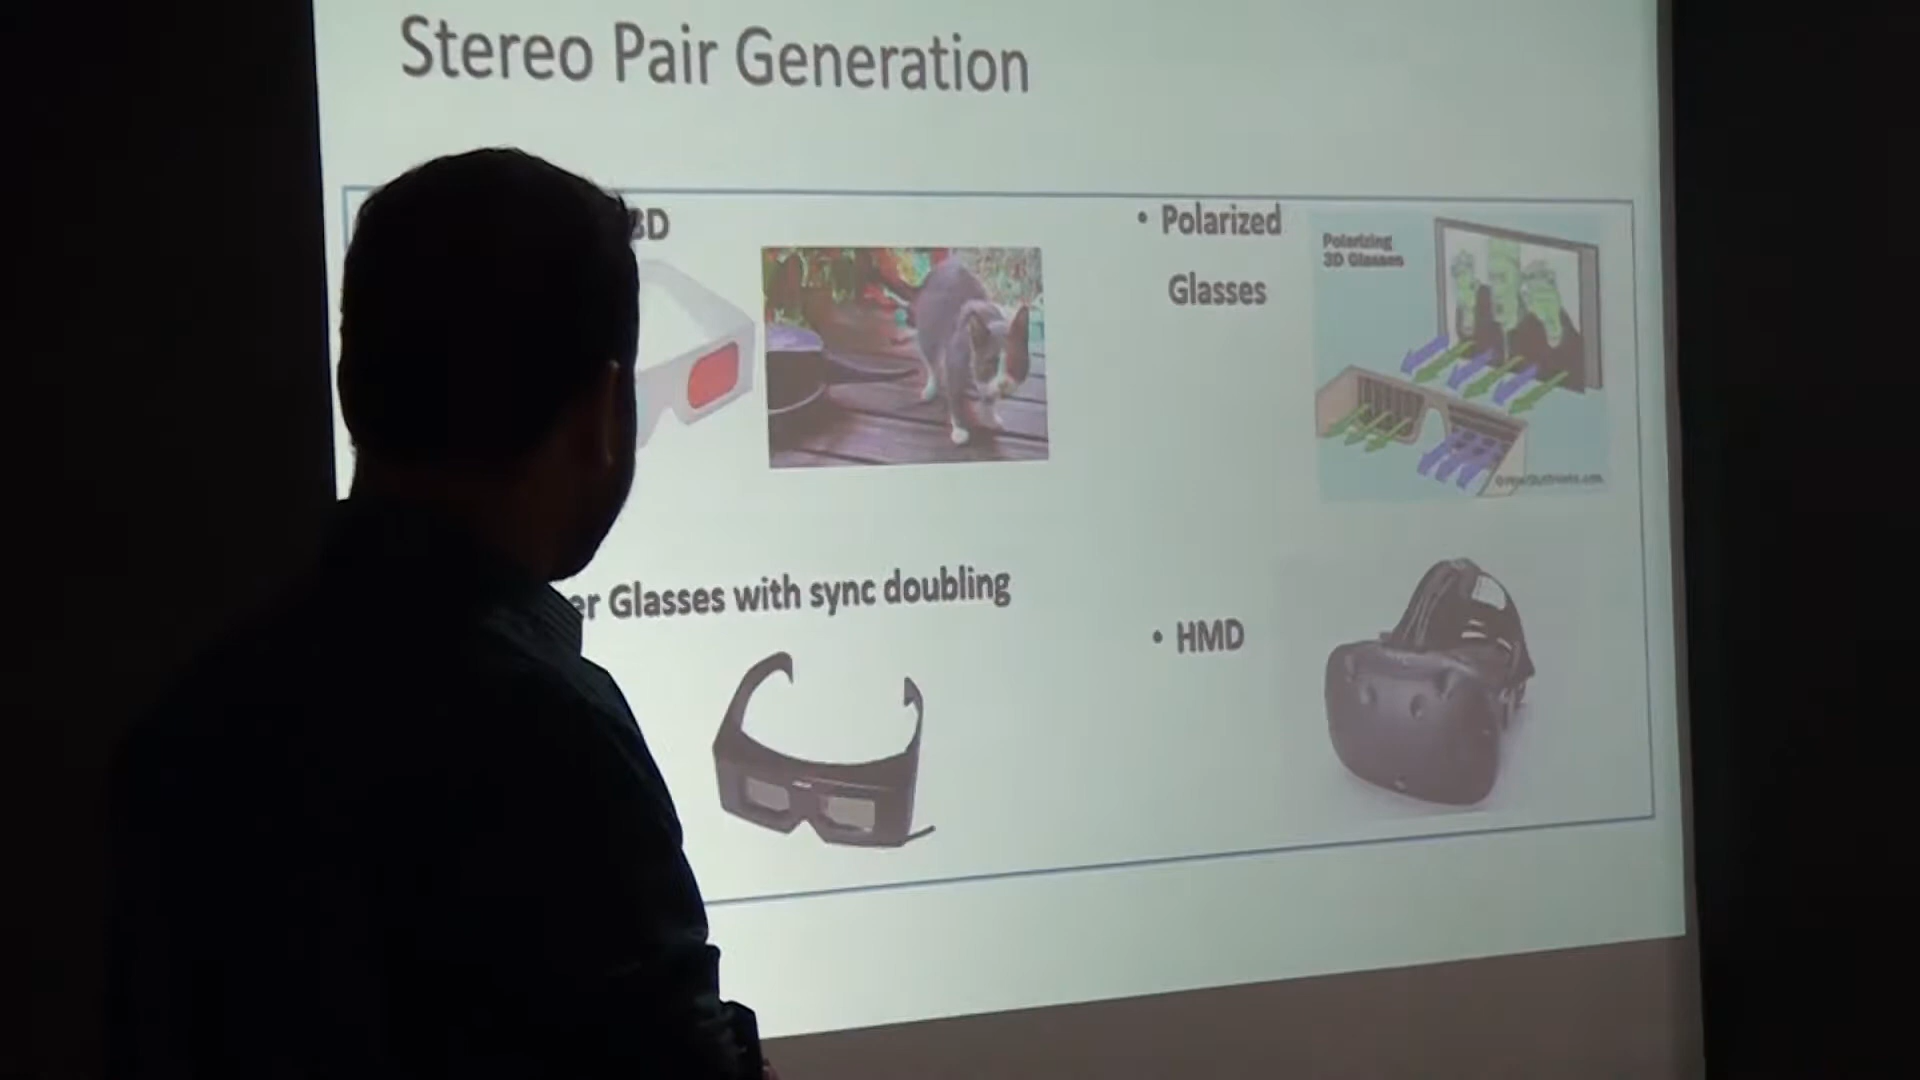 Stereo Pair Generation
3D
• Polarized
Glasses
Polarizing
3D Glasses
er Glasses with sync doubling
• HMD